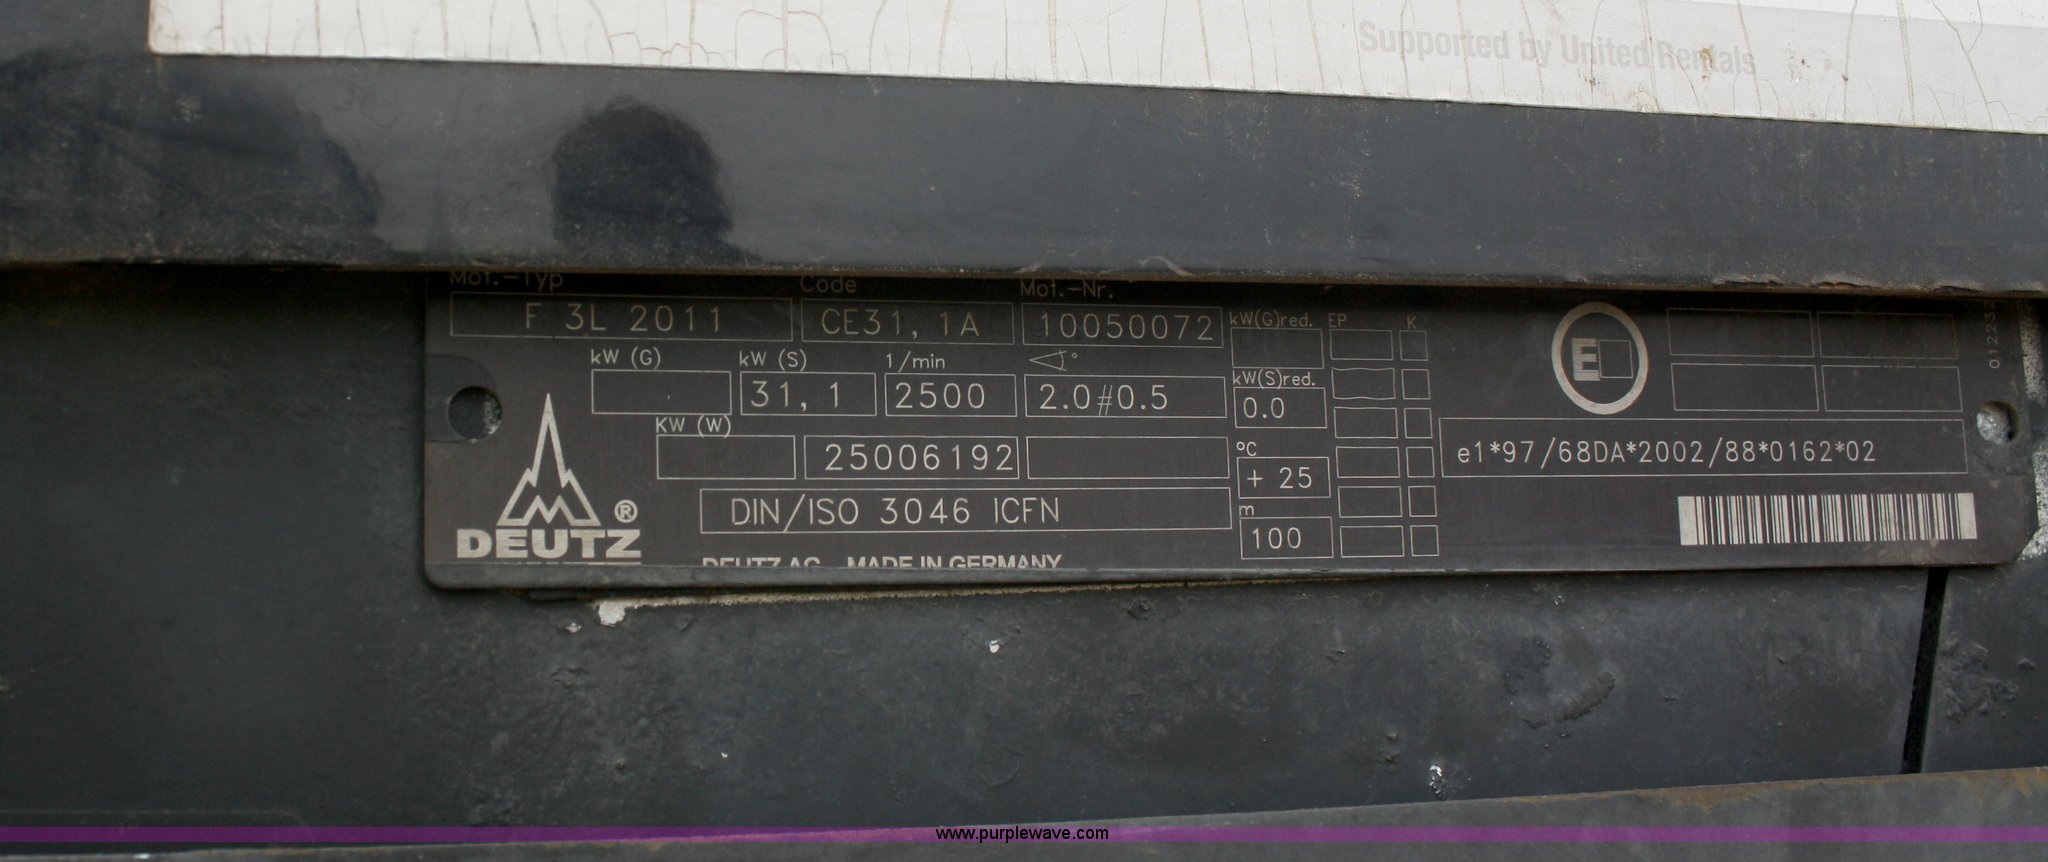 Supported by United Rentals
Mot.-Typ Code Mot.-Nr.
F 3L 2011 CE31, 1A 10050072 kW(G)red. EP K
kW (G) kW (S) 1/min °
31, 1 2500 2.0#0.5 kW(S)red.
0.0
KW (W)
25006192 °C
+ 25
e1*97/68DA*2002/88*0162*02
DIN/ISO 3046 ICFN m
100
DEUTZ ®
DEUTZ AG MADE IN GERMANY
E
www.purplewave.com